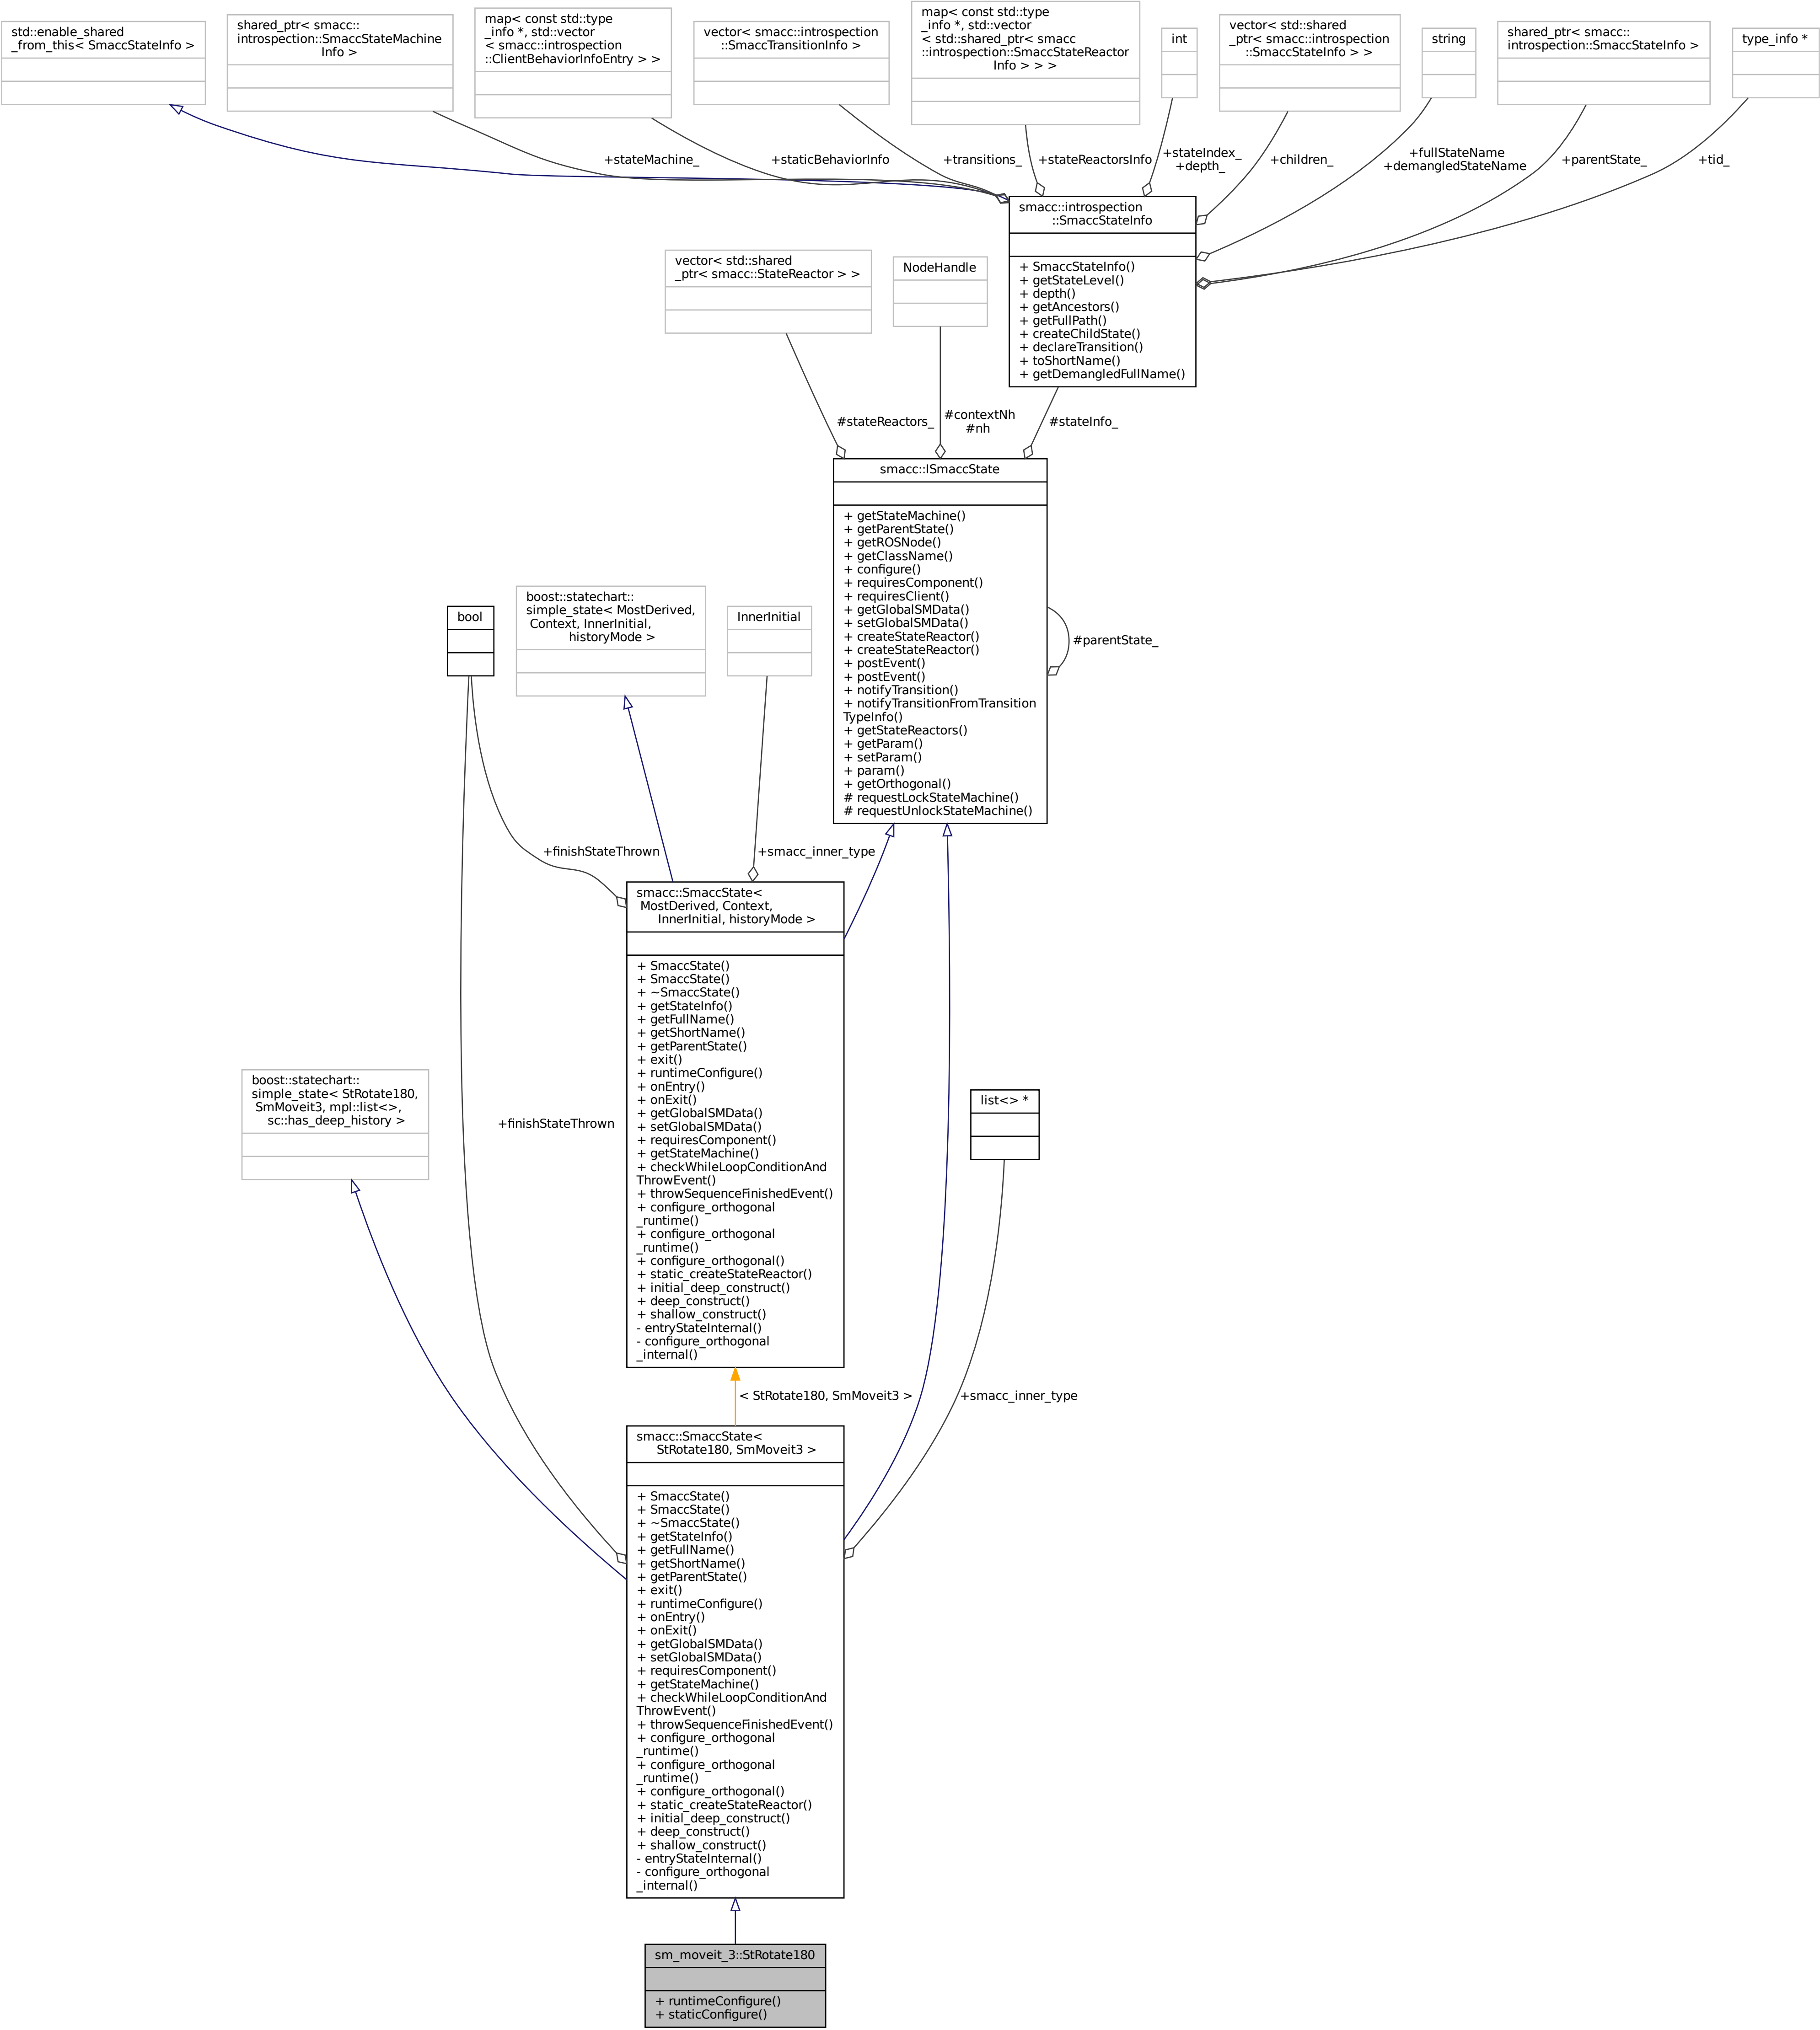 std::enable_shared
_from_this< SmaccStateInfo >
shared_ptr< smacc::
introspection::SmaccStateMachine
Info >
map< const std::type
_info *, std::vector
< smacc::introspection
::ClientBehaviorInfoEntry > >
vector< smacc::introspection
::SmaccTransitionInfo >
map< const std::type
_info *, std::vector
< std::shared_ptr< smacc
::introspection::SmaccStateReactor
Info > > >
int
vector< std::shared
_ptr< smacc::introspection
::SmaccStateInfo > >
string
shared_ptr< smacc::
introspection::SmaccStateInfo >
type_info *
+stateMachine_
+staticBehaviorInfo
+transitions_
+stateReactorsInfo
+stateIndex_
+depth_
+children_
+fullStateName
+demangledStateName
+parentState_
+tid_
smacc::introspection
::SmaccStateInfo
+ SmaccStateInfo()
+ getStateLevel()
+ depth()
+ getAncestors()
+ getFullPath()
+ createChildState()
+ declareTransition()
+ toShortName()
+ getDemangledFullName()
vector< std::shared
_ptr< smacc::StateReactor > >
NodeHandle
#stateReactors_
#contextNh
#nh
#stateInfo_
smacc::ISmaccState
+ getStateMachine()
+ getParentState()
+ getROSNode()
+ getClassName()
+ configure()
+ requiresComponent()
+ requiresClient()
+ getGlobalSMData()
+ setGlobalSMData()
+ createStateReactor()
+ createStateReactor()
+ postEvent()
+ postEvent()
+ notifyTransition()
+ notifyTransitionFromTransition
TypeInfo()
+ getStateReactors()
+ getParam()
+ setParam()
+ param()
+ getOrthogonal()
# requestLockStateMachine()
# requestUnlockStateMachine()
#parentState_
bool
boost::statechart::
simple_state< MostDerived,
Context, InnerInitial,
historyMode >
InnerInitial
+finishStateThrown
+smacc_inner_type
smacc::SmaccState<
MostDerived, Context,
InnerInitial, historyMode >
+ SmaccState()
+ SmaccState()
+ ~SmaccState()
+ getStateInfo()
+ getFullName()
+ getShortName()
+ getParentState()
+ exit()
+ runtimeConfigure()
+ onEntry()
+ onExit()
+ getGlobalSMData()
+ setGlobalSMData()
+ requiresComponent()
+ getStateMachine()
+ checkWhileLoopConditionAnd
ThrowEvent()
+ throwSequenceFinishedEvent()
+ configure_orthogonal
_runtime()
+ configure_orthogonal
_runtime()
+ configure_orthogonal()
+ static_createStateReactor()
+ initial_deep_construct()
+ deep_construct()
+ shallow_construct()
- entryStateInternal()
- configure_orthogonal
_internal()
boost::statechart::
simple_state< StRotate180,
SmMoveit3, mpl::list<>,
sc::has_deep_history >
+finishStateThrown
list<> *
< StRotate180, SmMoveit3 >
+smacc_inner_type
smacc::SmaccState<
StRotate180, SmMoveit3 >
+ SmaccState()
+ SmaccState()
+ ~SmaccState()
+ getStateInfo()
+ getFullName()
+ getShortName()
+ getParentState()
+ exit()
+ runtimeConfigure()
+ onEntry()
+ onExit()
+ getGlobalSMData()
+ setGlobalSMData()
+ requiresComponent()
+ getStateMachine()
+ checkWhileLoopConditionAnd
ThrowEvent()
+ throwSequenceFinishedEvent()
+ configure_orthogonal
_runtime()
+ configure_orthogonal
_runtime()
+ configure_orthogonal()
+ static_createStateReactor()
+ initial_deep_construct()
+ deep_construct()
+ shallow_construct()
- entryStateInternal()
- configure_orthogonal
_internal()
sm_moveit_3::StRotate180
+ runtimeConfigure()
+ staticConfigure()